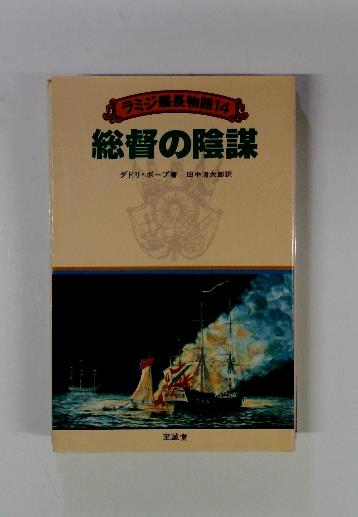 ラミジ艦長物語14
総督の陰謀
ダドリ・ポープ著 田中清太郎訳
至誠堂